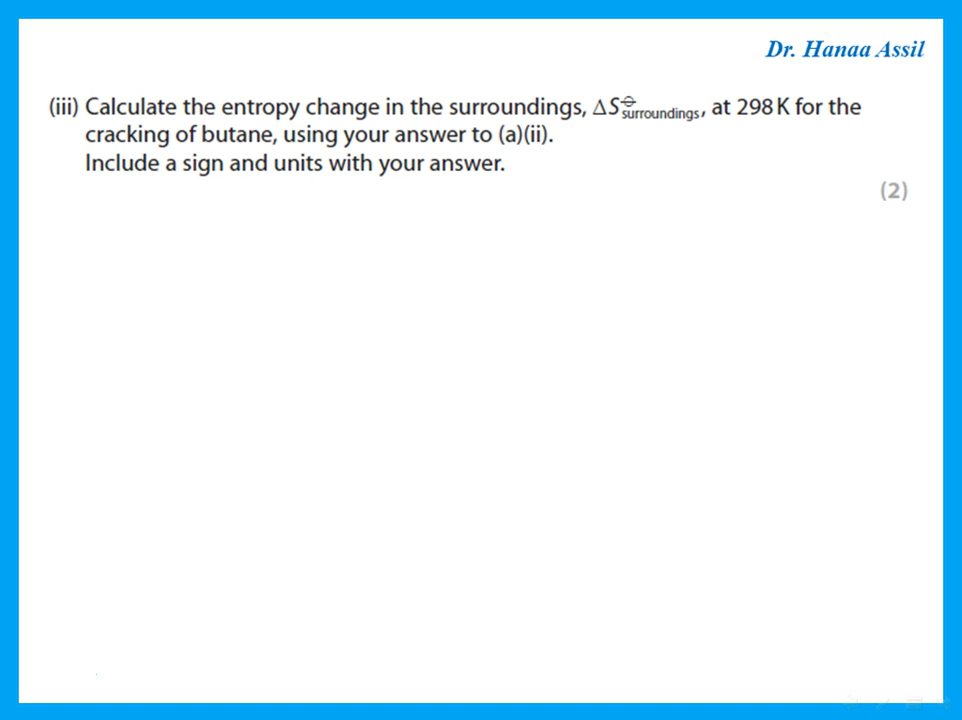 Dr. Hanaa Assil
(iii) Calculate the entropy change in the surroundings, ΔS⦵surroundings, at 298 K for the
cracking of butane, using your answer to (a)(ii).
Include a sign and units with your answer.
(2)